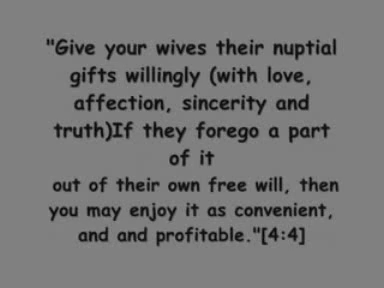 "Give your wives their nuptial
gifts willingly (with love,
affection, sincerity and
truth)If they forego a part
of it
out of their own free will, then
you may enjoy it as convenient,
and and profitable."[4:4]